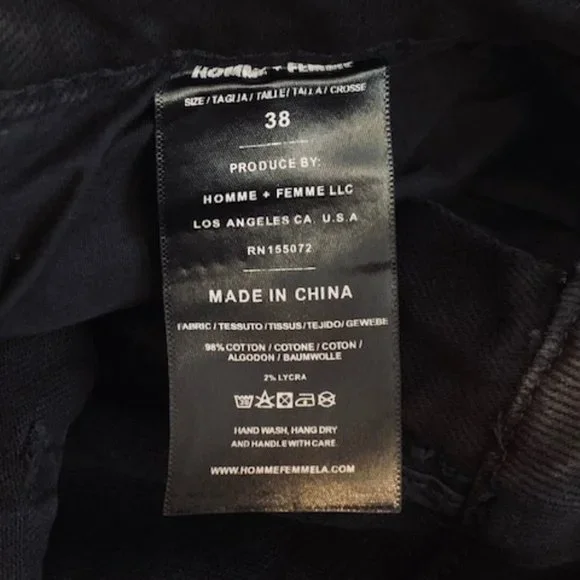 HOMME + FEMME
SIZE / TAGLIA / TAILLE / TALLA / CROSSE
38
PRODUCE BY:
HOMME + FEMME LLC
LOS ANGELES CA. U.S.A
RN155072
MADE IN CHINA
FABRIC / TESSUTO / TISSUS / TEJIDO / GEWEBE
98% COTTON / COTONE / COTON /
ALGODON / BAUMWOLLE
2% LYCRA
HAND WASH, HANG DRY
AND HANDLE WITH CARE.
WWW.HOMMEFEMMELA.COM